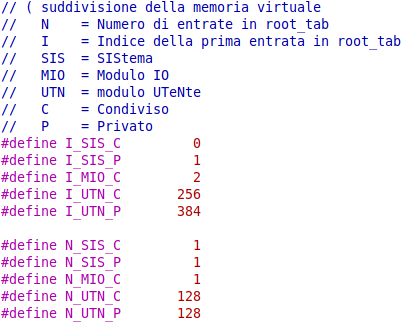 // ( suddivisione della memoria virtuale
//   N    = Numero di entrate in root_tab
//   I    = Indice della prima entrata in root_tab
//   SIS  = SIStema
//   MIO  = Modulo IO
//   UTN  = modulo UTeNte
//   C    = Condiviso
//   P    = Privato
#define I_SIS_C         0
#define I_SIS_P         1
#define I_MIO_C         2
#define I_UTN_C       256
#define I_UTN_P       384

#define N_SIS_C         1
#define N_SIS_P         1
#define N_MIO_C         1
#define N_UTN_C       128
#define N_UTN_P       128